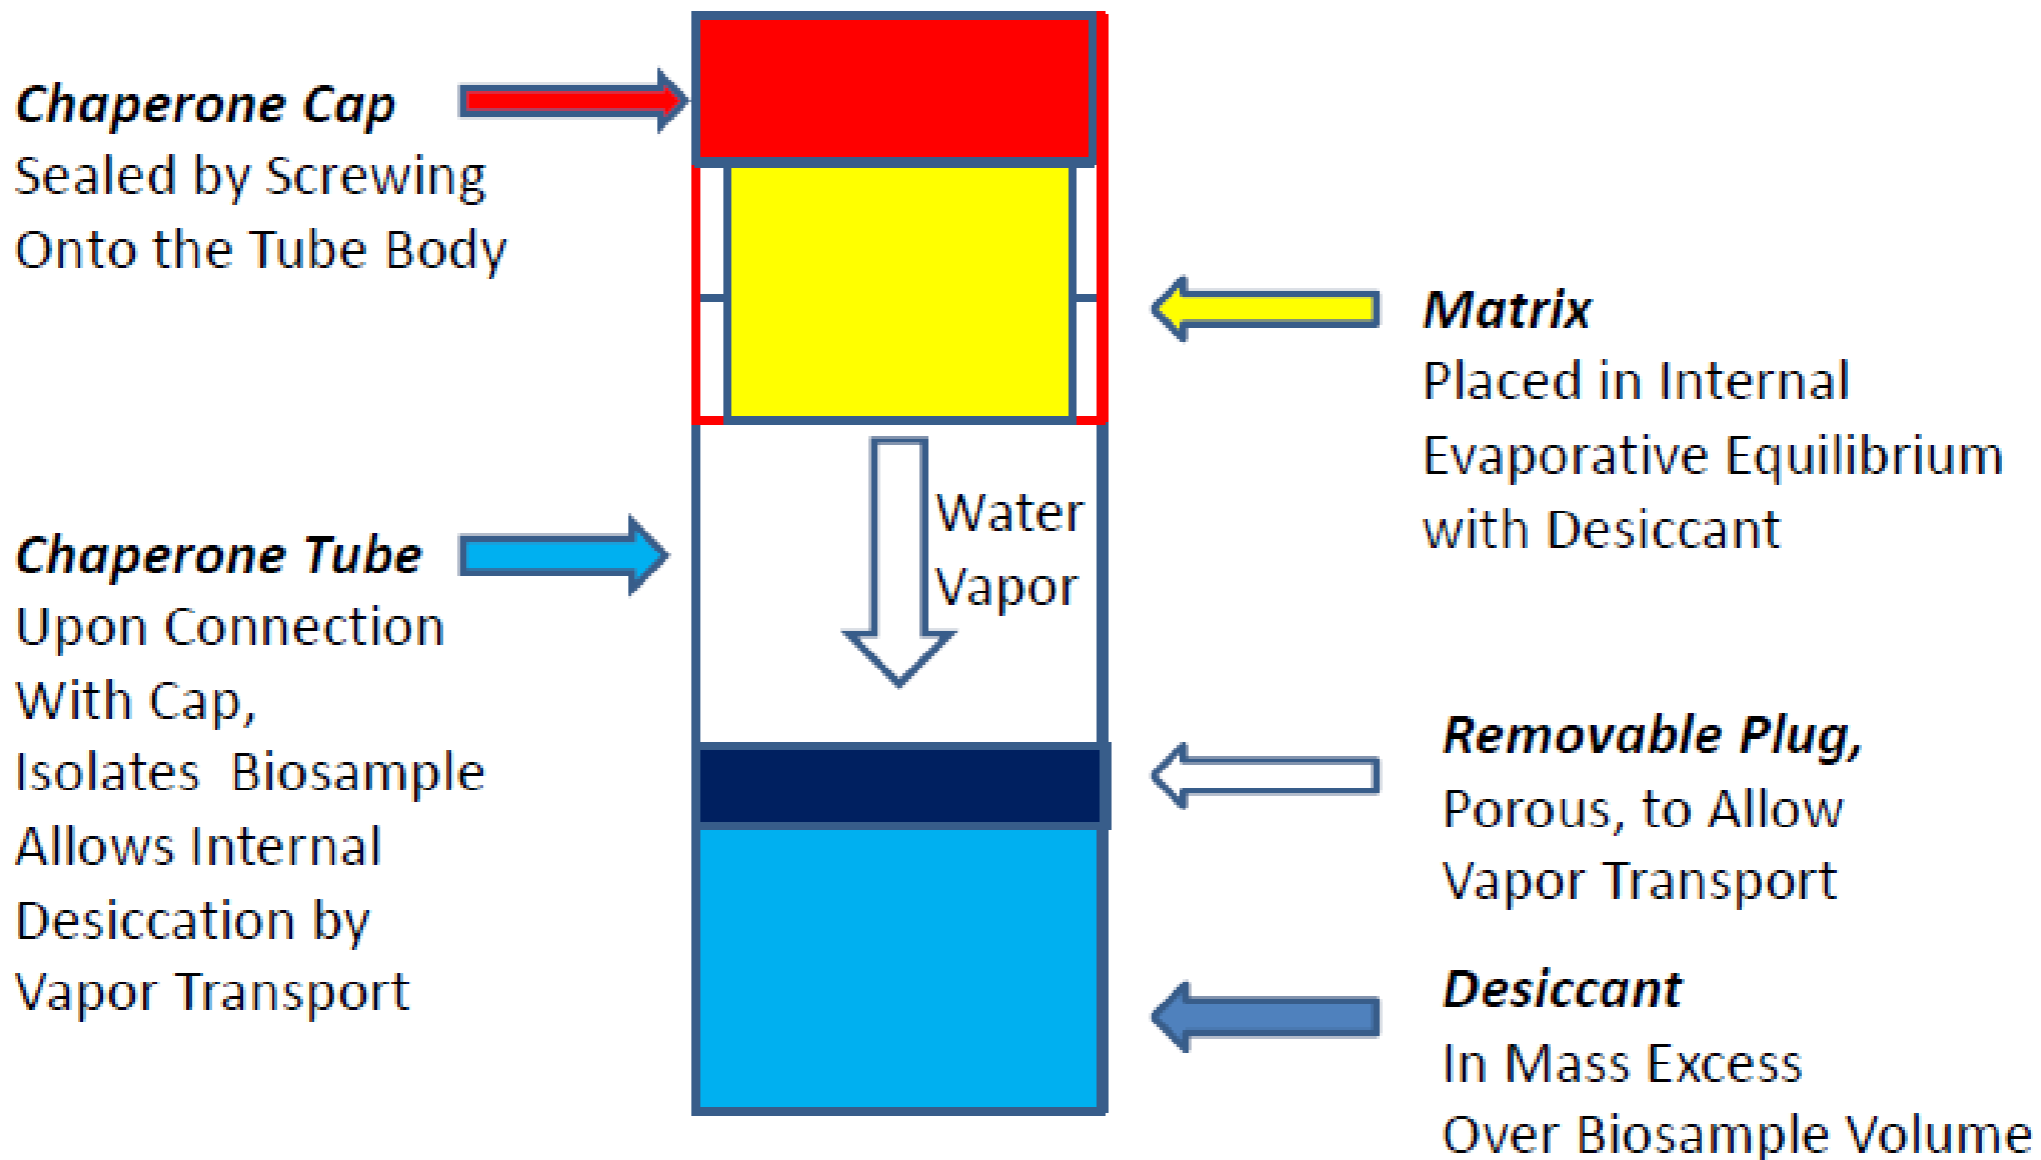 Chaperone Cap
Sealed by Screwing
Onto the Tube Body
Chaperone Tube
Upon Connection
With Cap,
Isolates  Biosample
Allows Internal
Desiccation by
Vapor Transport
Water
Vapor
Matrix
Placed in Internal
Evaporative Equilibrium
with Desiccant
Removable Plug,
Porous, to Allow
Vapor Transport
Desiccant
In Mass Excess
Over Biosample Volume